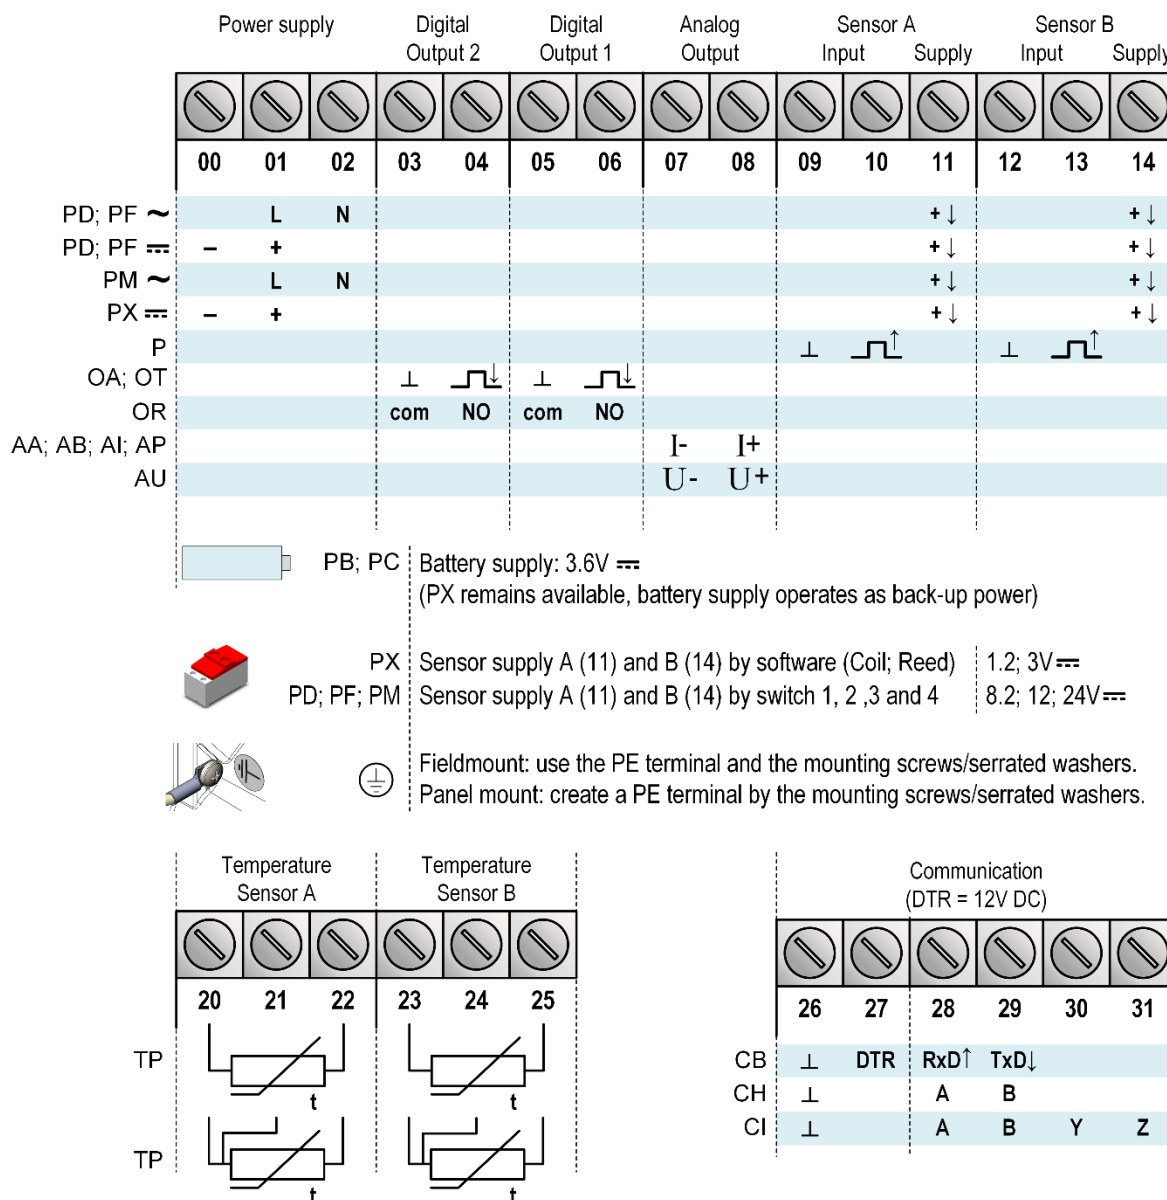 Power supply Digital Digital Analog Sensor A Sensor B
Output 2 Output 1 Output Input Supply Input Supply
00 01 02 03 04 05 06 07 08 09 10 11 12 13 14
PD; PF ~ L N +↓ +↓
PD; PF ⎓ – + +↓ +↓
PM ~ L N +↓ +↓
PX ⎓ – + +↓ +↓
P ⊥ ↑ ⊥ ↑
OA; OT ⊥ ↓ ⊥ ↓
OR com NO com NO
AA; AB; AI; AP I- I+
AU U- U+
PB; PC Battery supply: 3.6V ⎓
(PX remains available, battery supply operates as back-up power)
PX Sensor supply A (11) and B (14) by software (Coil; Reed) 1.2; 3V⎓
PD; PF; PM Sensor supply A (11) and B (14) by switch 1, 2 ,3 and 4 8.2; 12; 24V⎓
Fieldmount: use the PE terminal and the mounting screws/serrated washers.
Panel mount: create a PE terminal by the mounting screws/serrated washers.
Temperature Temperature Communication
Sensor A Sensor B (DTR = 12V DC)
20 21 22 23 24 25 26 27 28 29 30 31
TP t t
TP t t
CB ⊥ DTR RxD↑ TxD↓
CH ⊥ A B
CI ⊥ A B Y Z